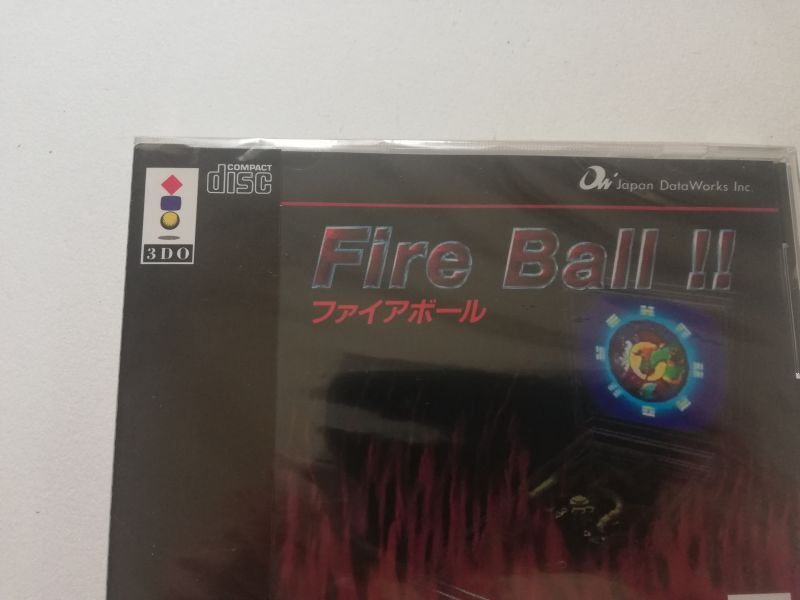 COMPACT
disc
3DO
Japan DataWorks Inc.
Fire Ball !!
ファイアボール